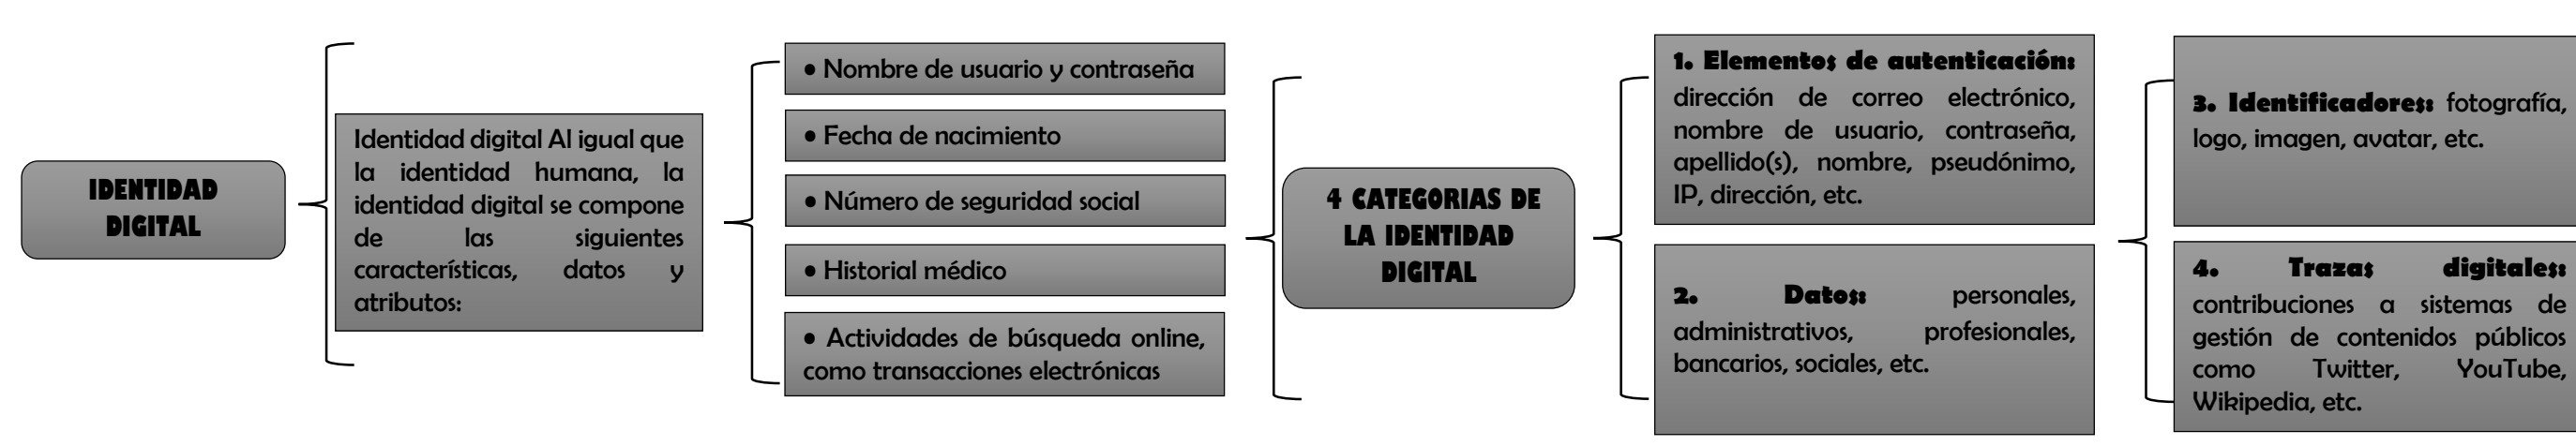 IDENTIDAD
DIGITAL
Identidad digital Al igual que
la identidad humana, la
identidad digital se compone
de las siguientes
características, datos y
atributos:
• Nombre de usuario y contraseña
• Fecha de nacimiento
• Número de seguridad social
• Historial médico
• Actividades de búsqueda online,
como transacciones electrónicas
4 CATEGORIAS DE
LA IDENTIDAD
DIGITAL
1. Elementos de autenticación:
dirección de correo electrónico,
nombre de usuario, contraseña,
apellido(s), nombre, pseudónimo,
IP, dirección, etc.
2. Datos: personales,
administrativos, profesionales,
bancarios, sociales, etc.
3. Identificadores: fotografía,
logo, imagen, avatar, etc.
4. Trazas digitales:
contribuciones a sistemas de
gestión de contenidos públicos
como Twitter, YouTube,
Wikipedia, etc.